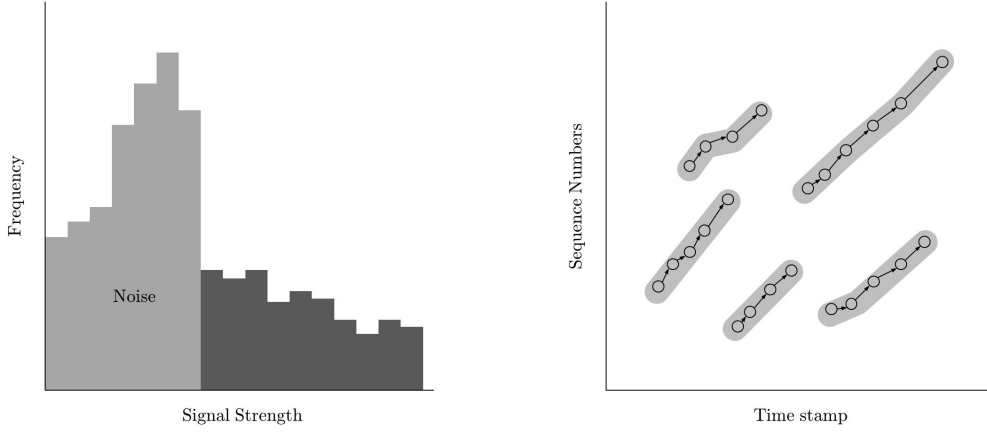 Frequency
Noise
Signal Strength
Sequence Numbers
Time stamp